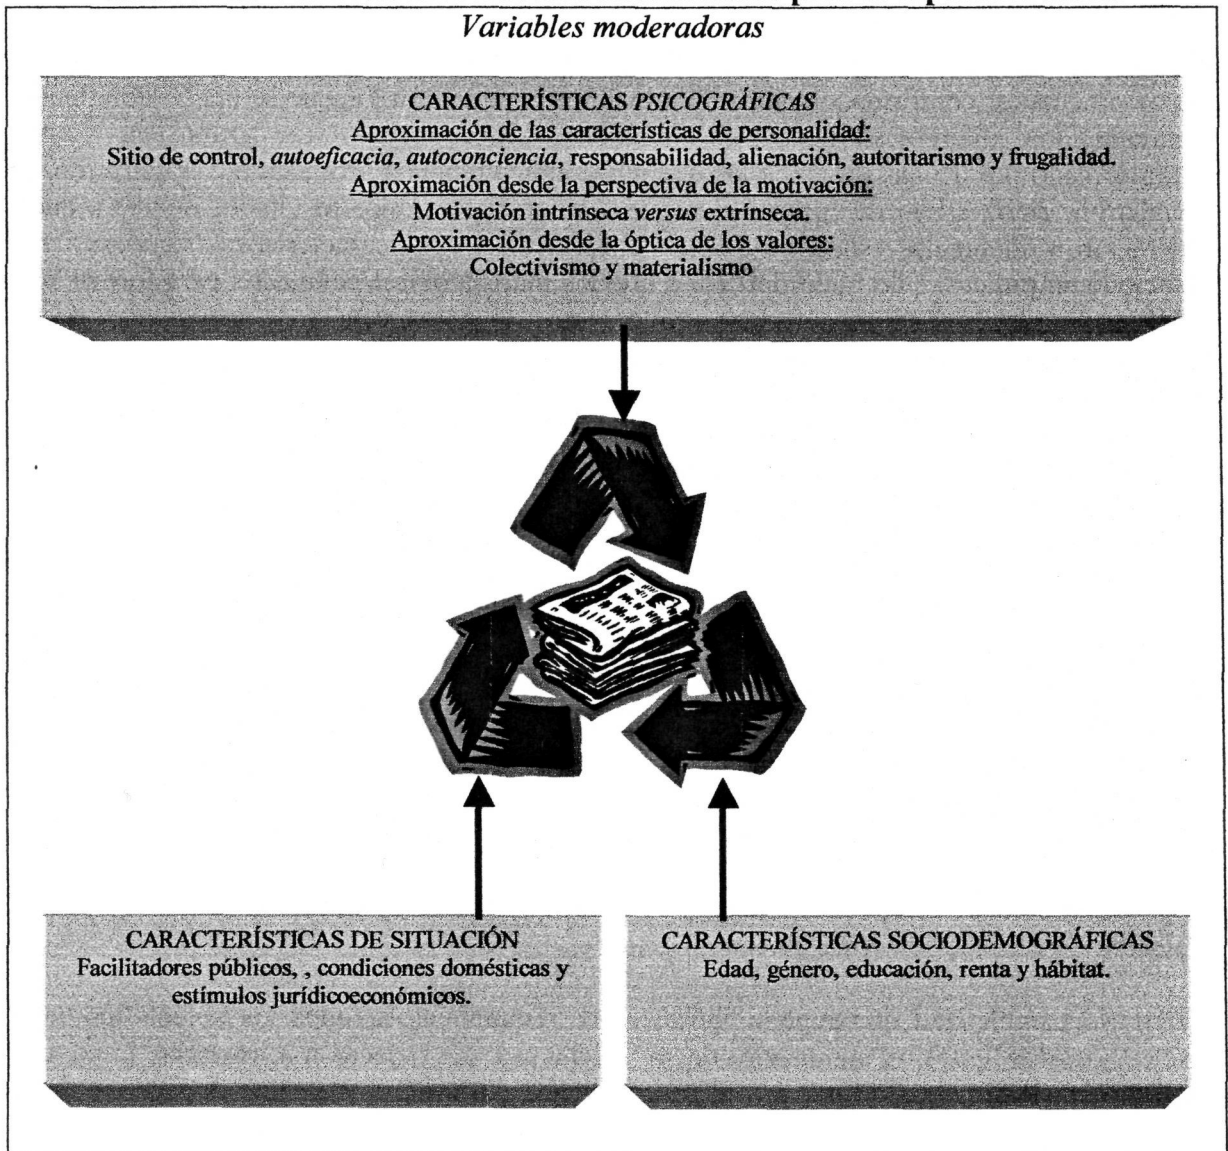 Variables moderadoras
CARACTERÍSTICAS PSICOGRÁFICAS
Aproximación de las características de personalidad:
Sitio de control, autoeficacia, autoconciencia, responsabilidad, alienación, autoritarismo y frugalidad.
Aproximación desde la perspectiva de la motivación:
Motivación intrínseca versus extrínseca.
Aproximación desde la óptica de los valores:
Colectivismo y materialismo
CARACTERÍSTICAS DE SITUACIÓN
Facilitadores públicos, , condiciones domésticas y
estímulos jurídicoeconómicos.
CARACTERÍSTICAS SOCIODEMOGRÁFICAS
Edad, género, educación, renta y hábitat.